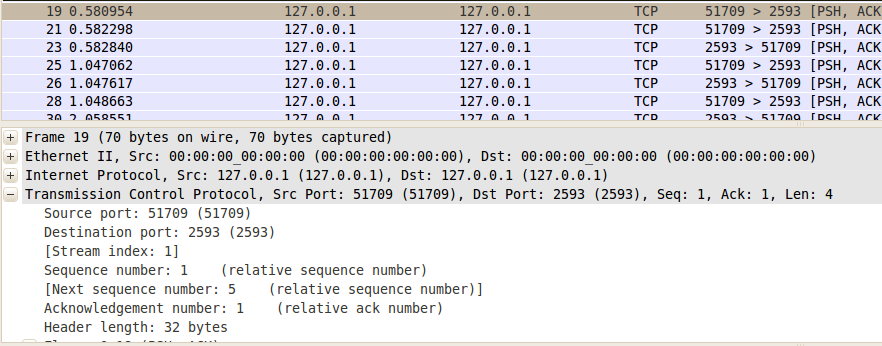 19 0.580954 127.0.0.1 127.0.0.1 TCP 51709 > 2593 [PSH, ACK
21 0.582298 127.0.0.1 127.0.0.1 TCP 51709 > 2593 [PSH, ACK
23 0.582840 127.0.0.1 127.0.0.1 TCP 2593 > 51709 [PSH, ACK
25 1.047062 127.0.0.1 127.0.0.1 TCP 51709 > 2593 [PSH, ACK
26 1.047617 127.0.0.1 127.0.0.1 TCP 2593 > 51709 [PSH, ACK
28 1.048663 127.0.0.1 127.0.0.1 TCP 51709 > 2593 [PSH, ACK
30 2.058551 127.0.0.1 127.0.0.1 TCP 2593 > 51709 [PSH, ACK
Frame 19 (70 bytes on wire, 70 bytes captured)
Ethernet II, Src: 00:00:00_00:00:00 (00:00:00:00:00:00), Dst: 00:00:00_00:00:00 (00:00:00:00:00:00)
Internet Protocol, Src: 127.0.0.1 (127.0.0.1), Dst: 127.0.0.1 (127.0.0.1)
Transmission Control Protocol, Src Port: 51709 (51709), Dst Port: 2593 (2593), Seq: 1, Ack: 1, Len: 4
Source port: 51709 (51709)
Destination port: 2593 (2593)
[Stream index: 1]
Sequence number: 1 (relative sequence number)
[Next sequence number: 5 (relative sequence number)]
Acknowledgement number: 1 (relative ack number)
Header length: 32 bytes